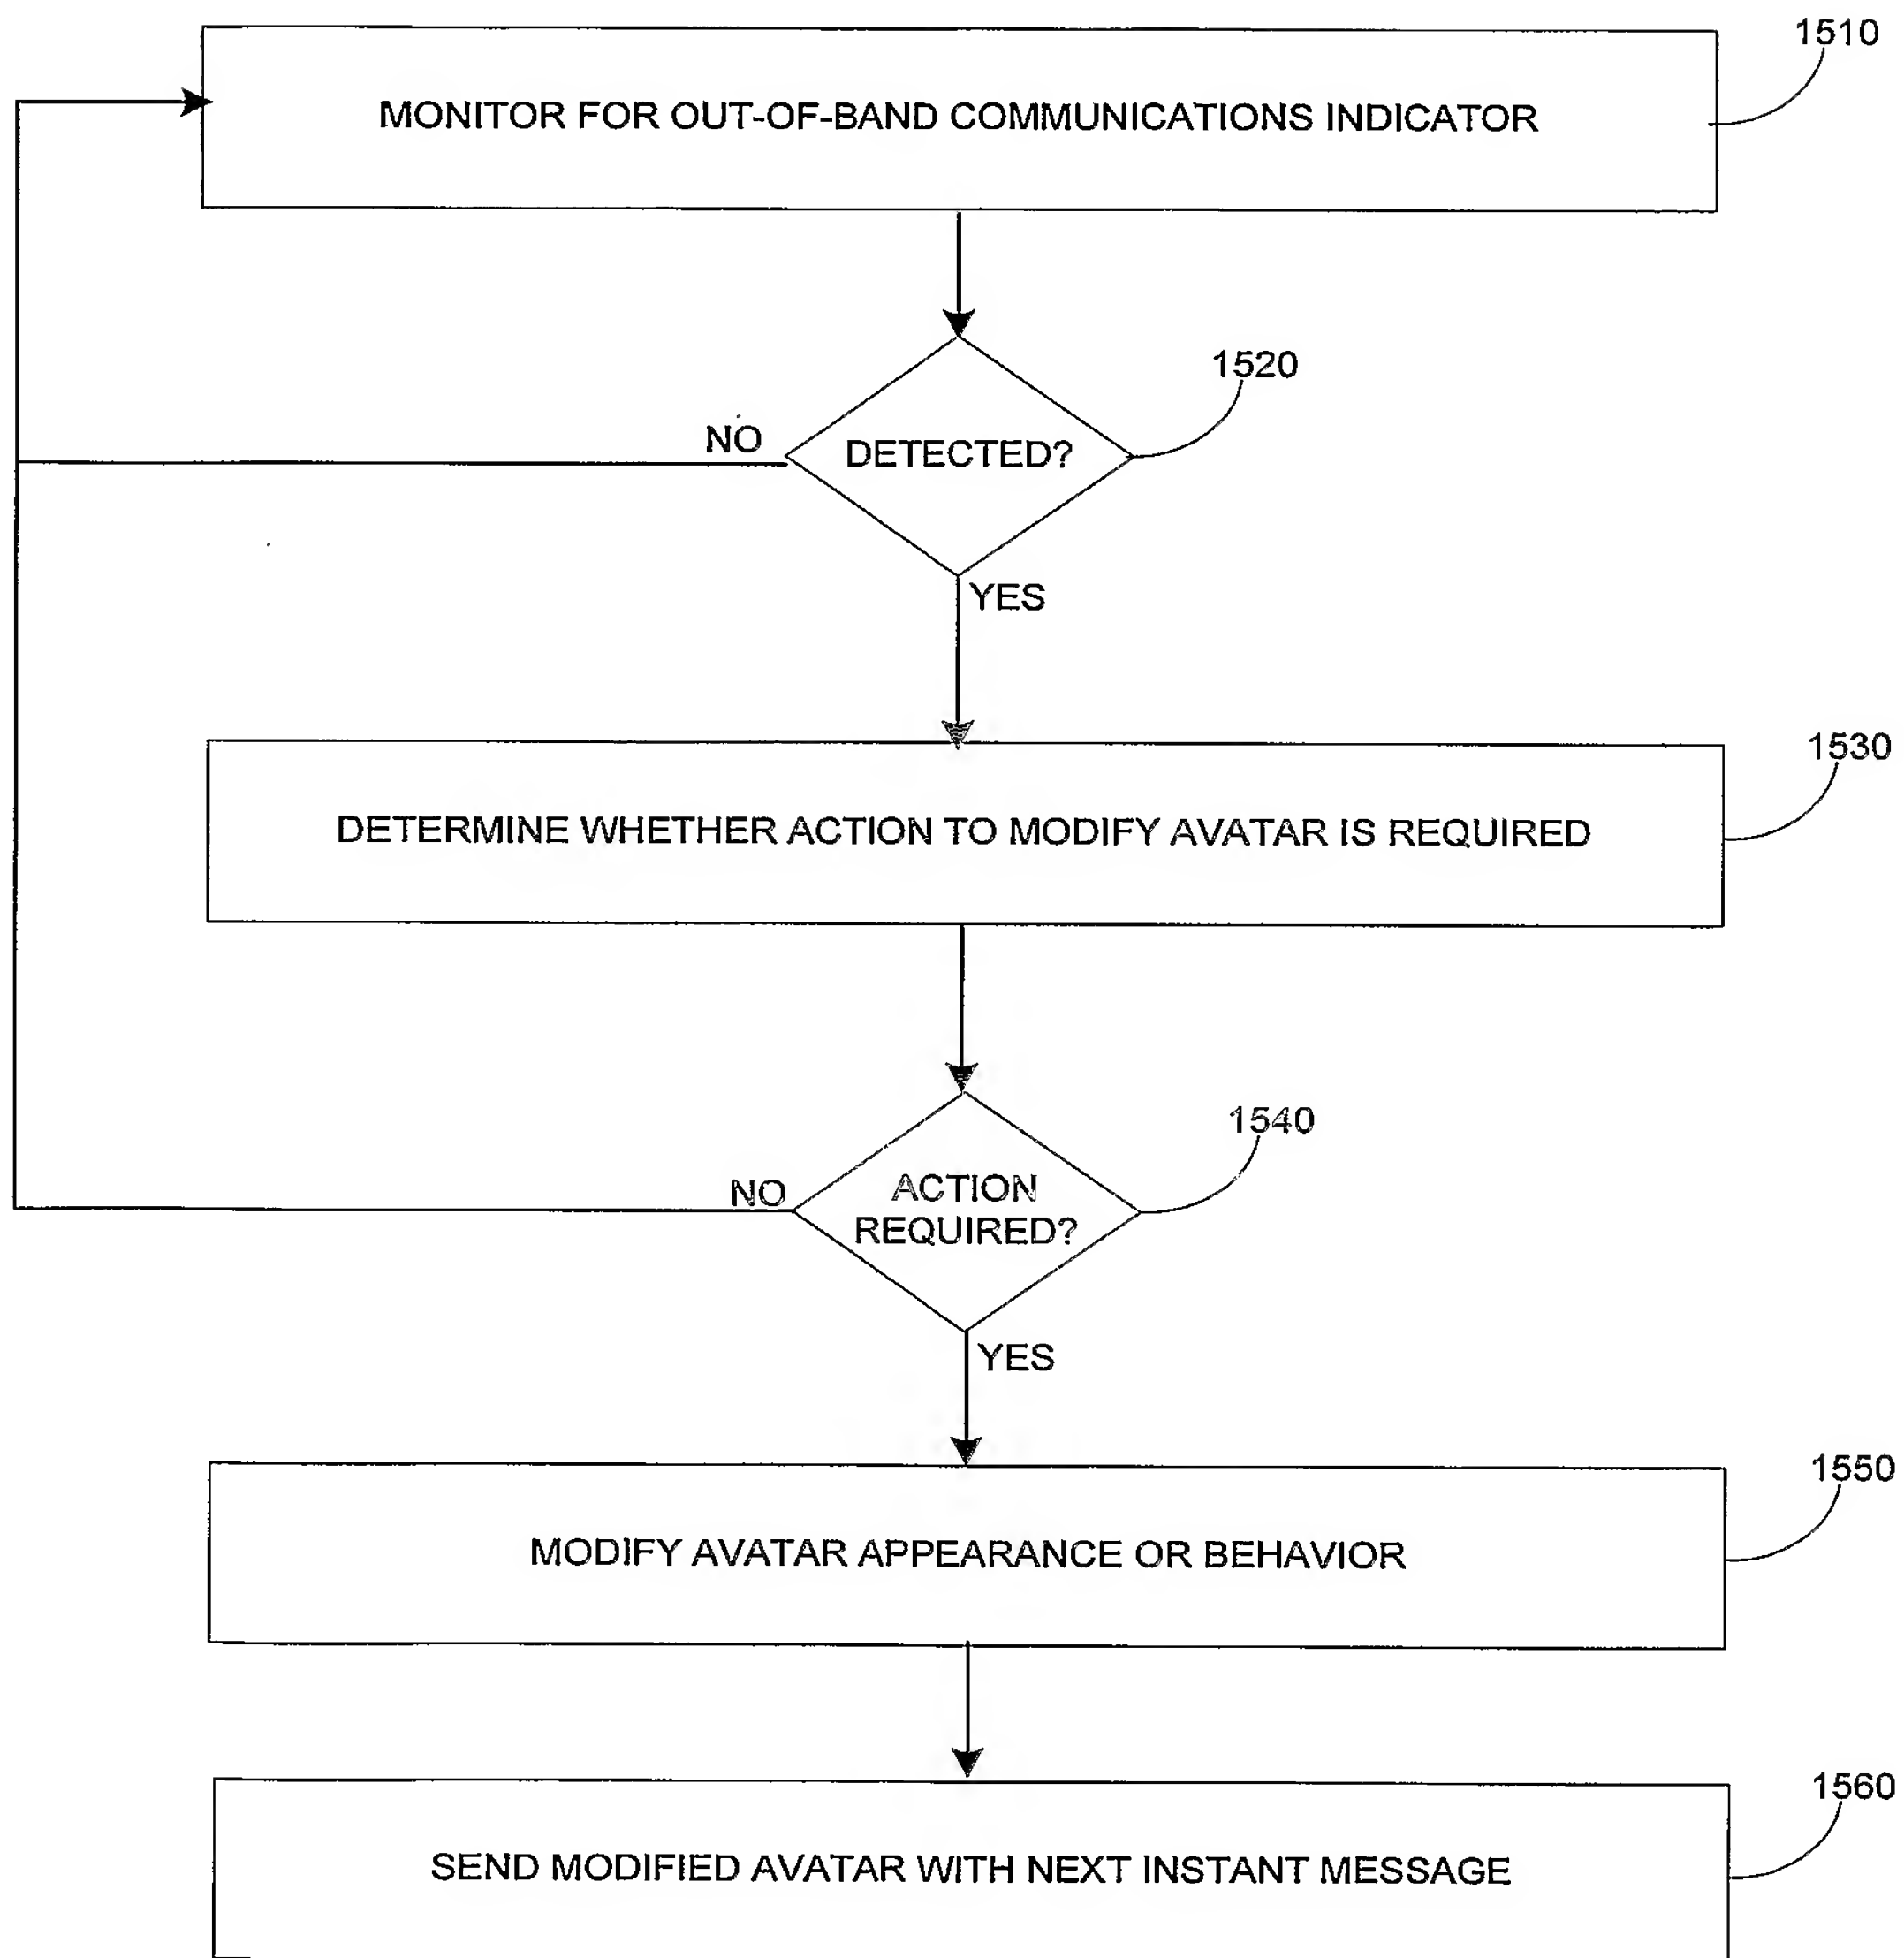 1510
MONITOR FOR OUT-OF-BAND COMMUNICATIONS INDICATOR
1520
NO
DETECTED?
YES
1530
DETERMINE WHETHER ACTION TO MODIFY AVATAR IS REQUIRED
1540
NO
ACTION
REQUIRED?
YES
1550
MODIFY AVATAR APPEARANCE OR BEHAVIOR
1560
SEND MODIFIED AVATAR WITH NEXT INSTANT MESSAGE